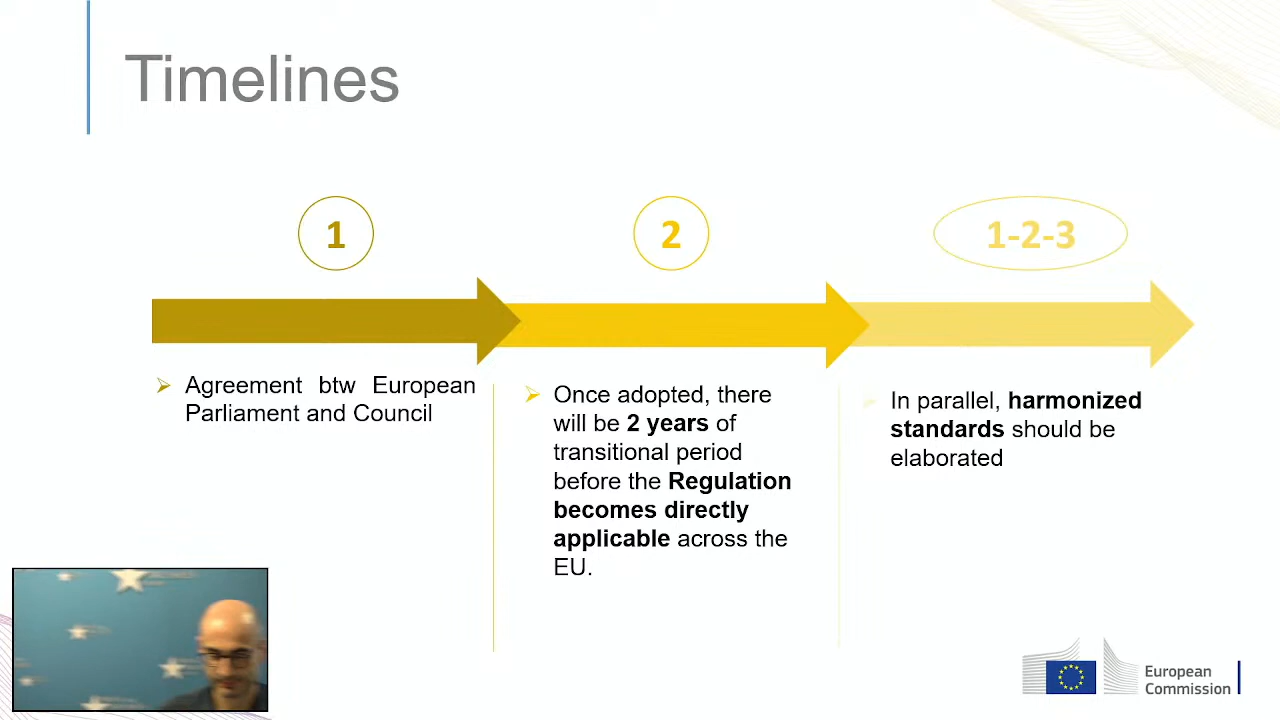 Timelines
1
2
1-2-3
Agreement btw European
Parliament and Council
Once adopted, there
will be 2 years of
transitional period
before the Regulation
becomes directly
applicable across the
EU.
In parallel, harmonized
standards should be
elaborated
European
Commission